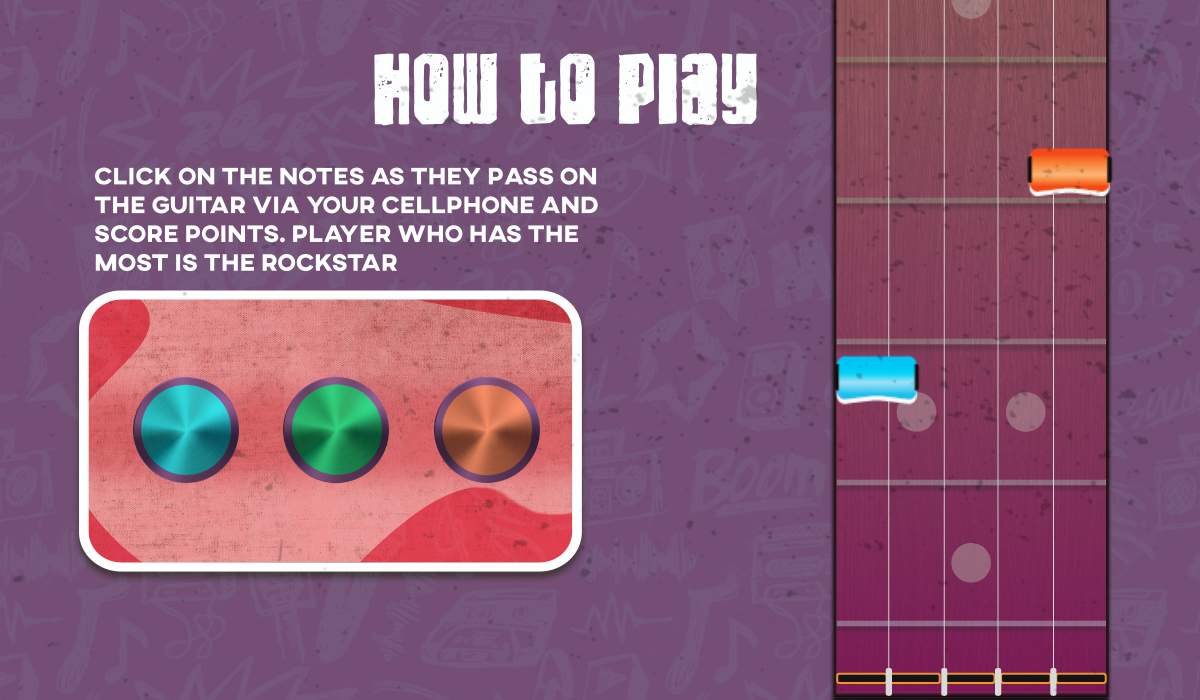 How to Play
CLICK ON THE NOTES AS THEY PASS ON
THE GUITAR VIA YOUR CELLPHONE AND
SCORE POINTS. PLAYER WHO HAS THE
MOST IS THE ROCKSTAR
BOOM